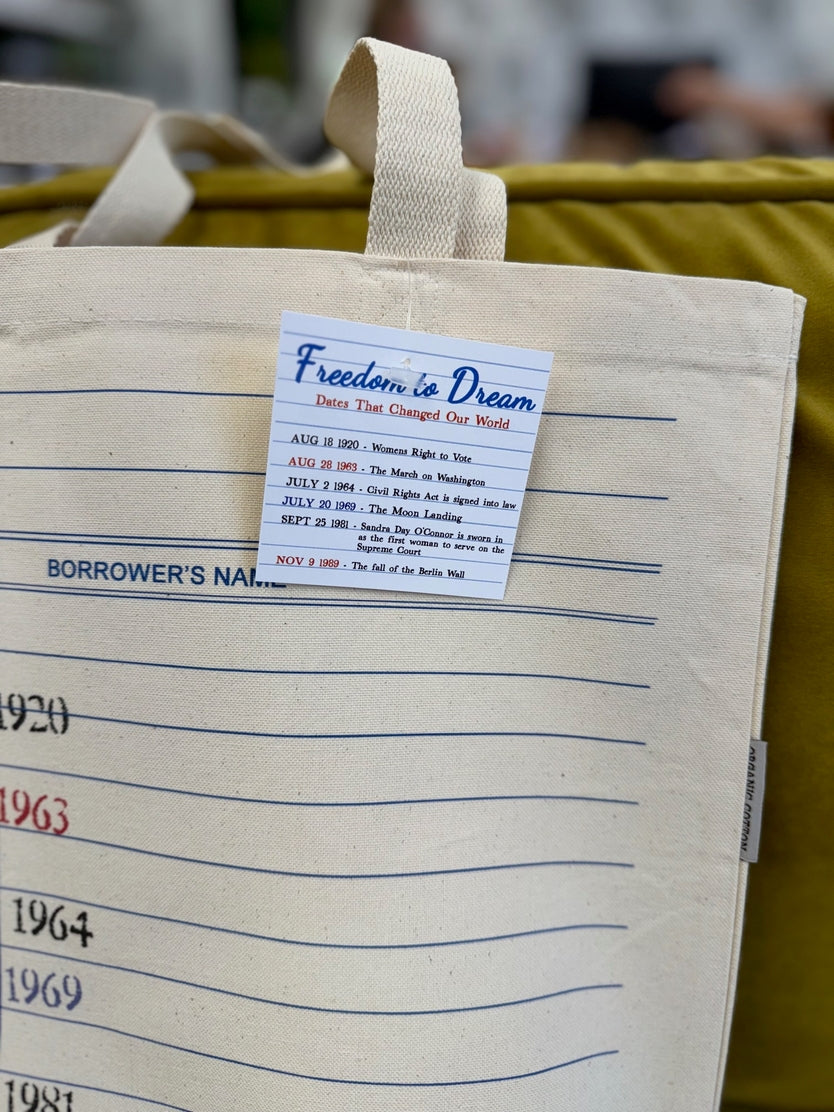 Freedom to Dream
Dates That Changed Our World
AUG 18 1920 - Womens Right to Vote
AUG 28 1963 - The March on Washington
JULY 2 1964 - Civil Rights Act is signed into law
JULY 20 1969 - The Moon Landing
SEPT 25 1981 - Sandra Day O'Connor is sworn in
as the first woman to serve on the
Supreme Court
NOV 9 1989 - The fall of the Berlin Wall
BORROWER'S NAME
1920
1963
1964
1969
1981
ORGANIC COTTON